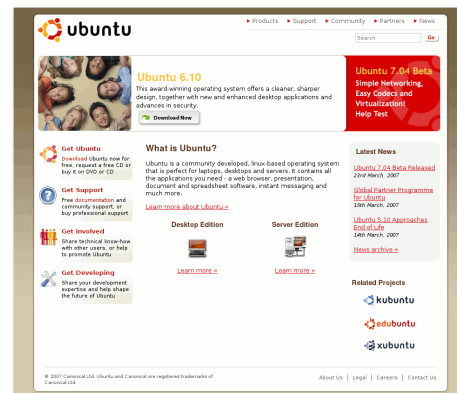 ubuntu
Products
Support
Community
Partners
News
Search
Go
Ubuntu 6.10
This award-winning operating system offers a cleaner, sharper
design, together with new and enhanced desktop applications and
advances in security.
Download Now
Ubuntu 7.04 Beta
Simple Networking,
Easy Codecs and
Virtualization!
Help Test
Get Ubuntu
Download Ubuntu now for
free, request a free CD or
buy it on DVD or CD
Get Support
Free documentation and
community support, or
buy professional support
Get Involved
Share technical know-how
with other users, or help
to promote Ubuntu
Get Developing
Share your development
expertise and help shape
the future of Ubuntu
What is Ubuntu?
Ubuntu is a community developed, linux-based operating system
that is perfect for laptops, desktops and servers. It contains all
the applications you need - a web browser, presentation,
document and spreadsheet software, instant messaging and
much more.
Learn more about Ubuntu »
Desktop Edition
Learn more »
Server Edition
Learn more »
Latest News
Ubuntu 7.04 Beta Released
23rd March, 2007
Global Partner Programme
for Ubuntu
15th March, 2007
Ubuntu 5.10 Approaches
End of Life
14th March, 2007
News archive »
Related Projects
kubuntu
edubuntu
xubuntu
© 2007 Canonical Ltd. Ubuntu and Canonical are registered trademarks of
Canonical Ltd.
About Us | Legal | Careers | Contact Us